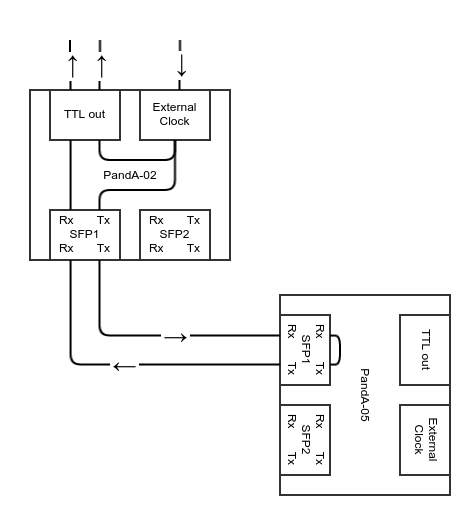 TTL out
External
Clock
PandA-02
Rx Tx
SFP1
Rx Tx
Rx Tx
SFP2
Rx Tx
Rx Tx
SFP1
Rx Tx
TTL out
PandA-05
Rx Tx
SFP2
Rx Tx
External
Clock